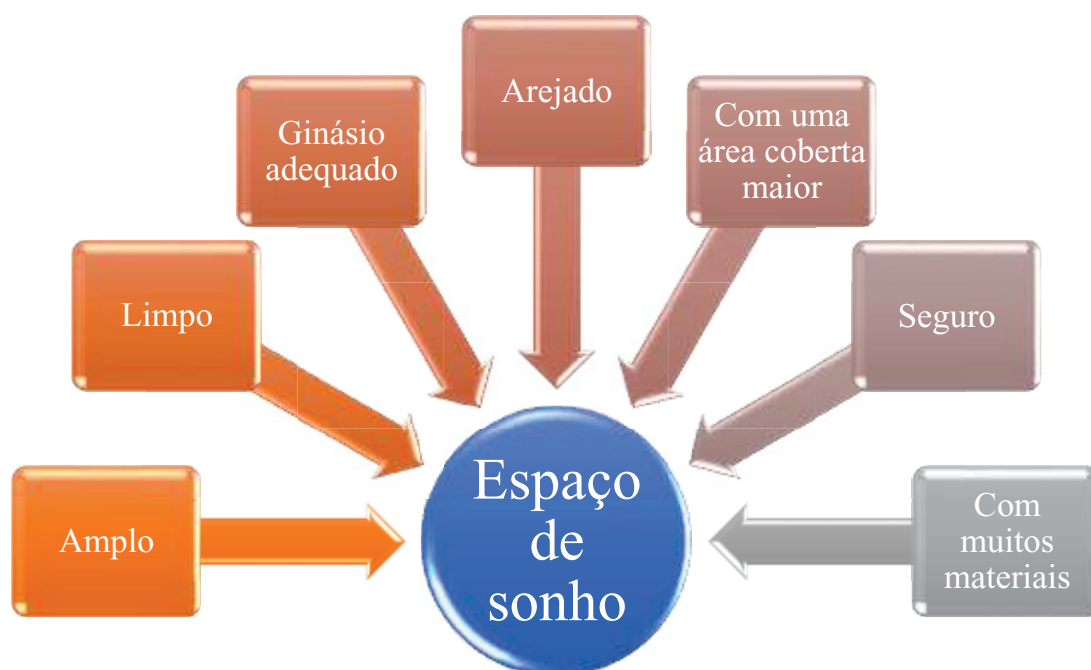 Amplo
Limpo
Ginásio
adequado
Arejado
Com uma
área coberta
maior
Seguro
Com
muitos
materiais
Espaço
de
sonho